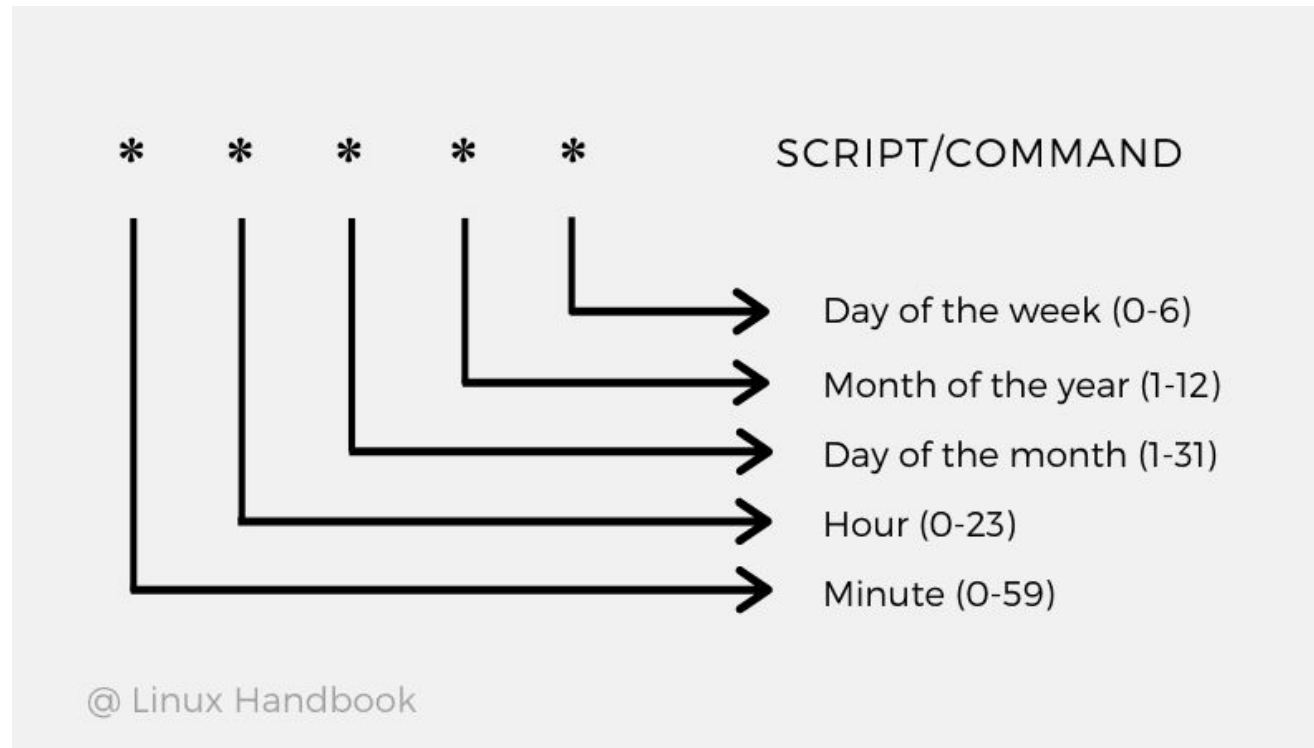 * * * * * SCRIPT/COMMAND
Day of the week (0-6)
Month of the year (1-12)
Day of the month (1-31)
Hour (0-23)
Minute (0-59)
@ Linux Handbook